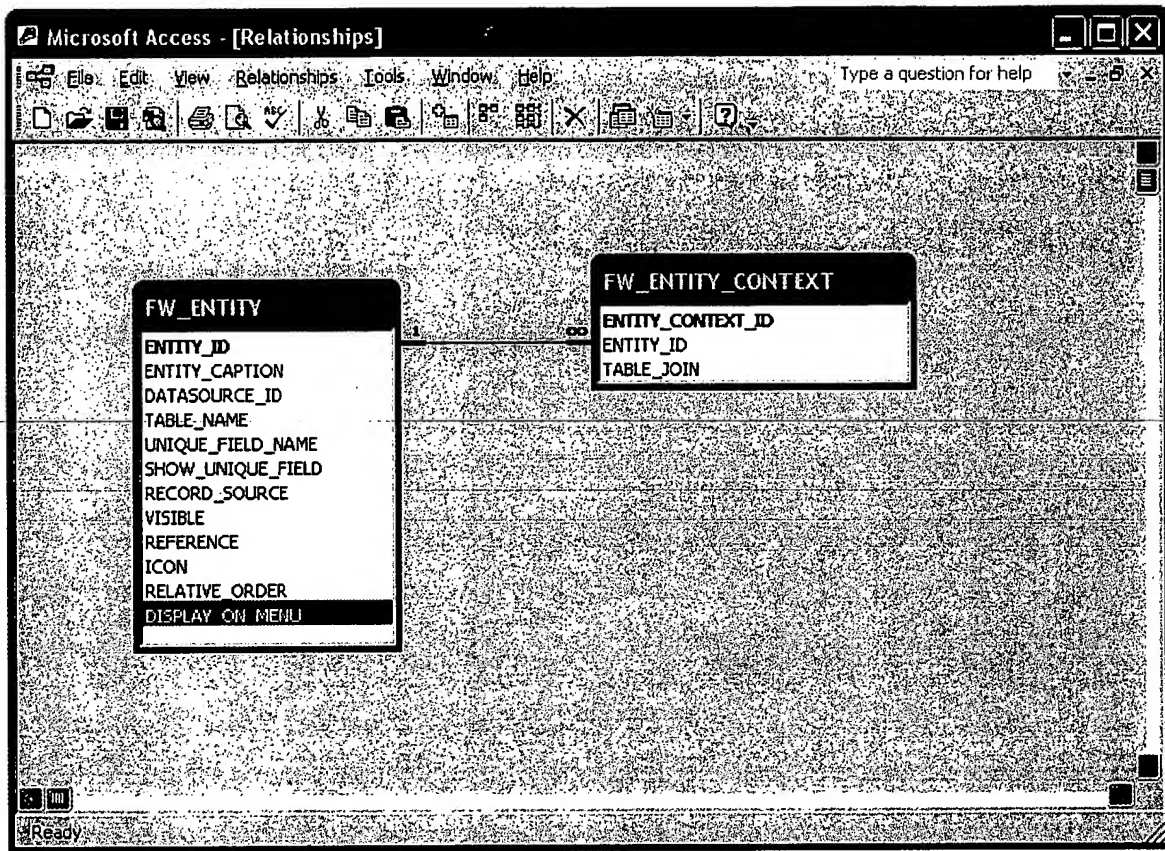 Microsoft Access - [Relationships]
File Edit View Relationships Tools Window Help Type a question for help
ABC
FW_ENTITY
ENTITY_ID
ENTITY_CAPTION
DATASOURCE_ID
TABLE_NAME
UNIQUE_FIELD_NAME
SHOW_UNIQUE_FIELD
RECORD_SOURCE
VISIBLE
REFERENCE
ICON
RELATIVE_ORDER
DISPLAY_ON_MENU
1 ∞
FW_ENTITY_CONTEXT
ENTITY_CONTEXT_ID
ENTITY_ID
TABLE_JOIN
Ready